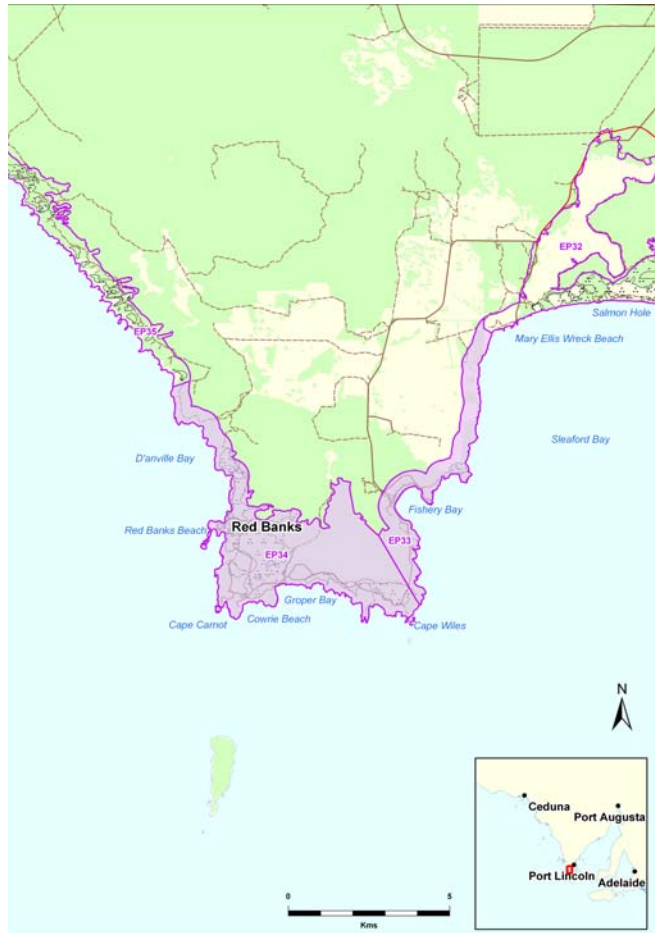 EP32
Salmon Hole
EP35
Mary Ellis Wreck Beach
Sleaford Bay
D'anville Bay
Fishery Bay
Red Banks Beach
Red Banks
EP33
EP34
Groper Bay
Cape Carnot
Cowrie Beach
Cape Wiles
N
Ceduna
Port Augusta
Port Lincoln
Adelaide
0 5
Kms